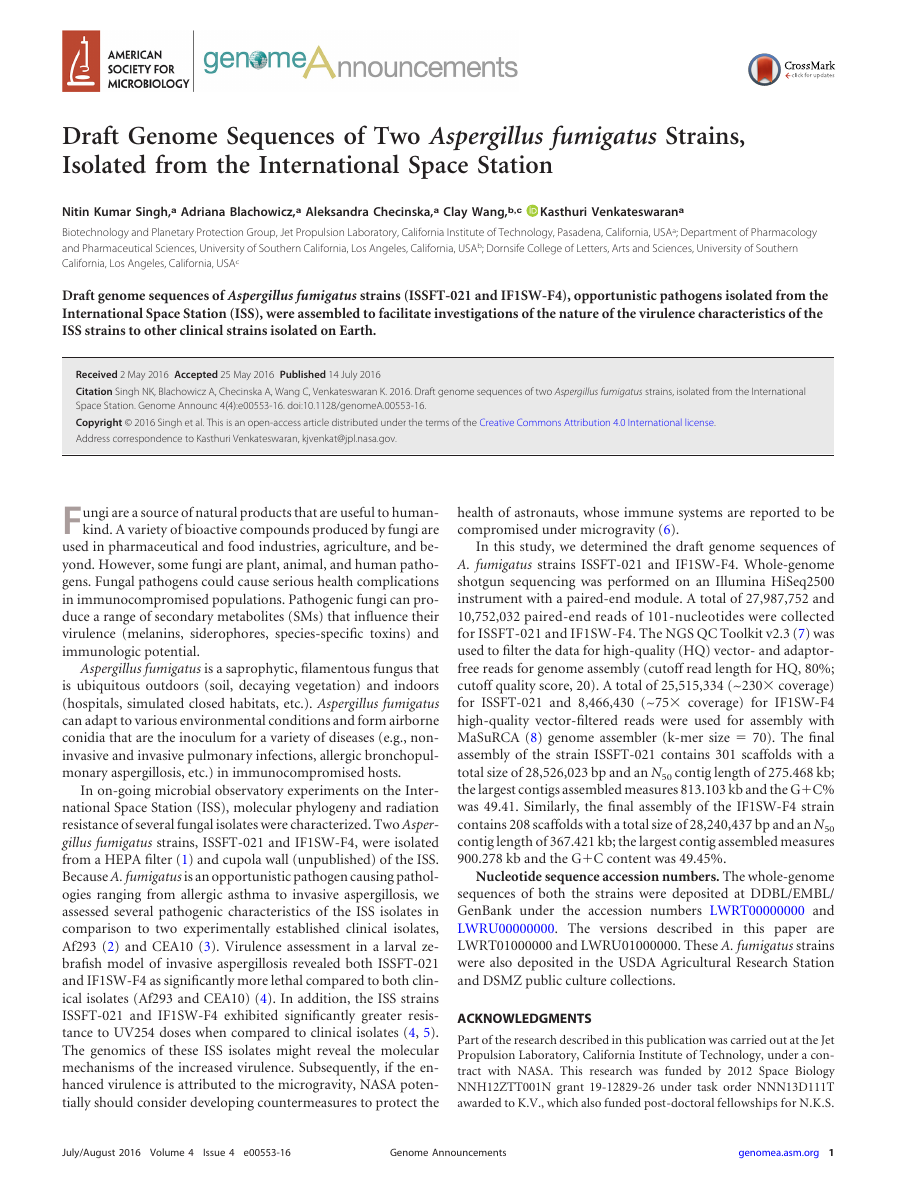 AMERICAN
SOCIETY FOR
MICROBIOLOGY
genomeAnnouncements
CrossMark
click for updates
Draft Genome Sequences of Two Aspergillus fumigatus Strains,
Isolated from the International Space Station
Nitin Kumar Singh,a Adriana Blachowicz,a Aleksandra Checinska,a Clay Wang,b,c iD Kasthuri Venkateswarana
Biotechnology and Planetary Protection Group, Jet Propulsion Laboratory, California Institute of Technology, Pasadena, California, USAa; Department of Pharmacology
and Pharmaceutical Sciences, University of Southern California, Los Angeles, California, USAb; Dornsife College of Letters, Arts and Sciences, University of Southern
California, Los Angeles, California, USAc
Draft genome sequences of Aspergillus fumigatus strains (ISSFT-021 and IF1SW-F4), opportunistic pathogens isolated from the
International Space Station (ISS), were assembled to facilitate investigations of the nature of the virulence characteristics of the
ISS strains to other clinical strains isolated on Earth.
Received 2 May 2016 Accepted 25 May 2016 Published 14 July 2016
Citation Singh NK, Blachowicz A, Checinska A, Wang C, Venkateswaran K. 2016. Draft genome sequences of two Aspergillus fumigatus strains, isolated from the International
Space Station. Genome Announc 4(4):e00553-16. doi:10.1128/genomeA.00553-16.
Copyright © 2016 Singh et al. This is an open-access article distributed under the terms of the Creative Commons Attribution 4.0 International license.
Address correspondence to Kasthuri Venkateswaran, kjvenkat@jpl.nasa.gov.
Fungi are a source of natural products that are useful to human-
kind. A variety of bioactive compounds produced by fungi are
used in pharmaceutical and food industries, agriculture, and be-
yond. However, some fungi are plant, animal, and human patho-
gens. Fungal pathogens could cause serious health complications
in immunocompromised populations. Pathogenic fungi can pro-
duce a range of secondary metabolites (SMs) that influence their
virulence (melanins, siderophores, species-specific toxins) and
immunologic potential.
Aspergillus fumigatus is a saprophytic, filamentous fungus that
is ubiquitous outdoors (soil, decaying vegetation) and indoors
(hospitals, simulated closed habitats, etc.). Aspergillus fumigatus
can adapt to various environmental conditions and form airborne
conidia that are the inoculum for a variety of diseases (e.g., non-
invasive and invasive pulmonary infections, allergic bronchopul-
monary aspergillosis, etc.) in immunocompromised hosts.
In on-going microbial observatory experiments on the Inter-
national Space Station (ISS), molecular phylogeny and radiation
resistance of several fungal isolates were characterized. Two Asper-
gillus fumigatus strains, ISSFT-021 and IF1SW-F4, were isolated
from a HEPA filter (1) and cupola wall (unpublished) of the ISS.
Because A. fumigatus is an opportunistic pathogen causing pathol-
ogies ranging from allergic asthma to invasive aspergillosis, we
assessed several pathogenic characteristics of the ISS isolates in
comparison to two experimentally established clinical isolates,
Af293 (2) and CEA10 (3). Virulence assessment in a larval ze-
brafish model of invasive aspergillosis revealed both ISSFT-021
and IF1SW-F4 as significantly more lethal compared to both clin-
ical isolates (Af293 and CEA10) (4). In addition, the ISS strains
ISSFT-021 and IF1SW-F4 exhibited significantly greater resis-
tance to UV254 doses when compared to clinical isolates (4, 5).
The genomics of these ISS isolates might reveal the molecular
mechanisms of the increased virulence. Subsequently, if the en-
hanced virulence is attributed to the microgravity, NASA poten-
tially should consider developing countermeasures to protect the
health of astronauts, whose immune systems are reported to be
compromised under microgravity (6).
In this study, we determined the draft genome sequences of
A. fumigatus strains ISSFT-021 and IF1SW-F4. Whole-genome
shotgun sequencing was performed on an Illumina HiSeq2500
instrument with a paired-end module. A total of 27,987,752 and
10,752,032 paired-end reads of 101-nucleotides were collected
for ISSFT-021 and IF1SW-F4. The NGS QC Toolkit v2.3 (7) was
used to filter the data for high-quality (HQ) vector- and adaptor-
free reads for genome assembly (cutoff read length for HQ, 80%;
cutoff quality score, 20). A total of 25,515,334 (~230× coverage)
for ISSFT-021 and 8,466,430 (~75× coverage) for IF1SW-F4
high-quality vector-filtered reads were used for assembly with
MaSuRCA (8) genome assembler (k-mer size = 70). The final
assembly of the strain ISSFT-021 contains 301 scaffolds with a
total size of 28,526,023 bp and an N50 contig length of 275.468 kb;
the largest contigs assembled measures 813.103 kb and the G+C%
was 49.41. Similarly, the final assembly of the IF1SW-F4 strain
contains 208 scaffolds with a total size of 28,240,437 bp and an N50
contig length of 367.421 kb; the largest contig assembled measures
900.278 kb and the G+C content was 49.45%.
Nucleotide sequence accession numbers. The whole-genome
sequences of both the strains were deposited at DDBL/EMBL/
GenBank under the accession numbers LWRT00000000 and
LWRU00000000. The versions described in this paper are
LWRT01000000 and LWRU01000000. These A. fumigatus strains
were also deposited in the USDA Agricultural Research Station
and DSMZ public culture collections.
ACKNOWLEDGMENTS
Part of the research described in this publication was carried out at the Jet
Propulsion Laboratory, California Institute of Technology, under a con-
tract with NASA. This research was funded by 2012 Space Biology
NNH12ZTT001N grant 19-12829-26 under task order NNN13D111T
awarded to K.V., which also funded post-doctoral fellowships for N.K.S.
July/August 2016 Volume 4 Issue 4 e00553-16
Genome Announcements
genomea.asm.org 1